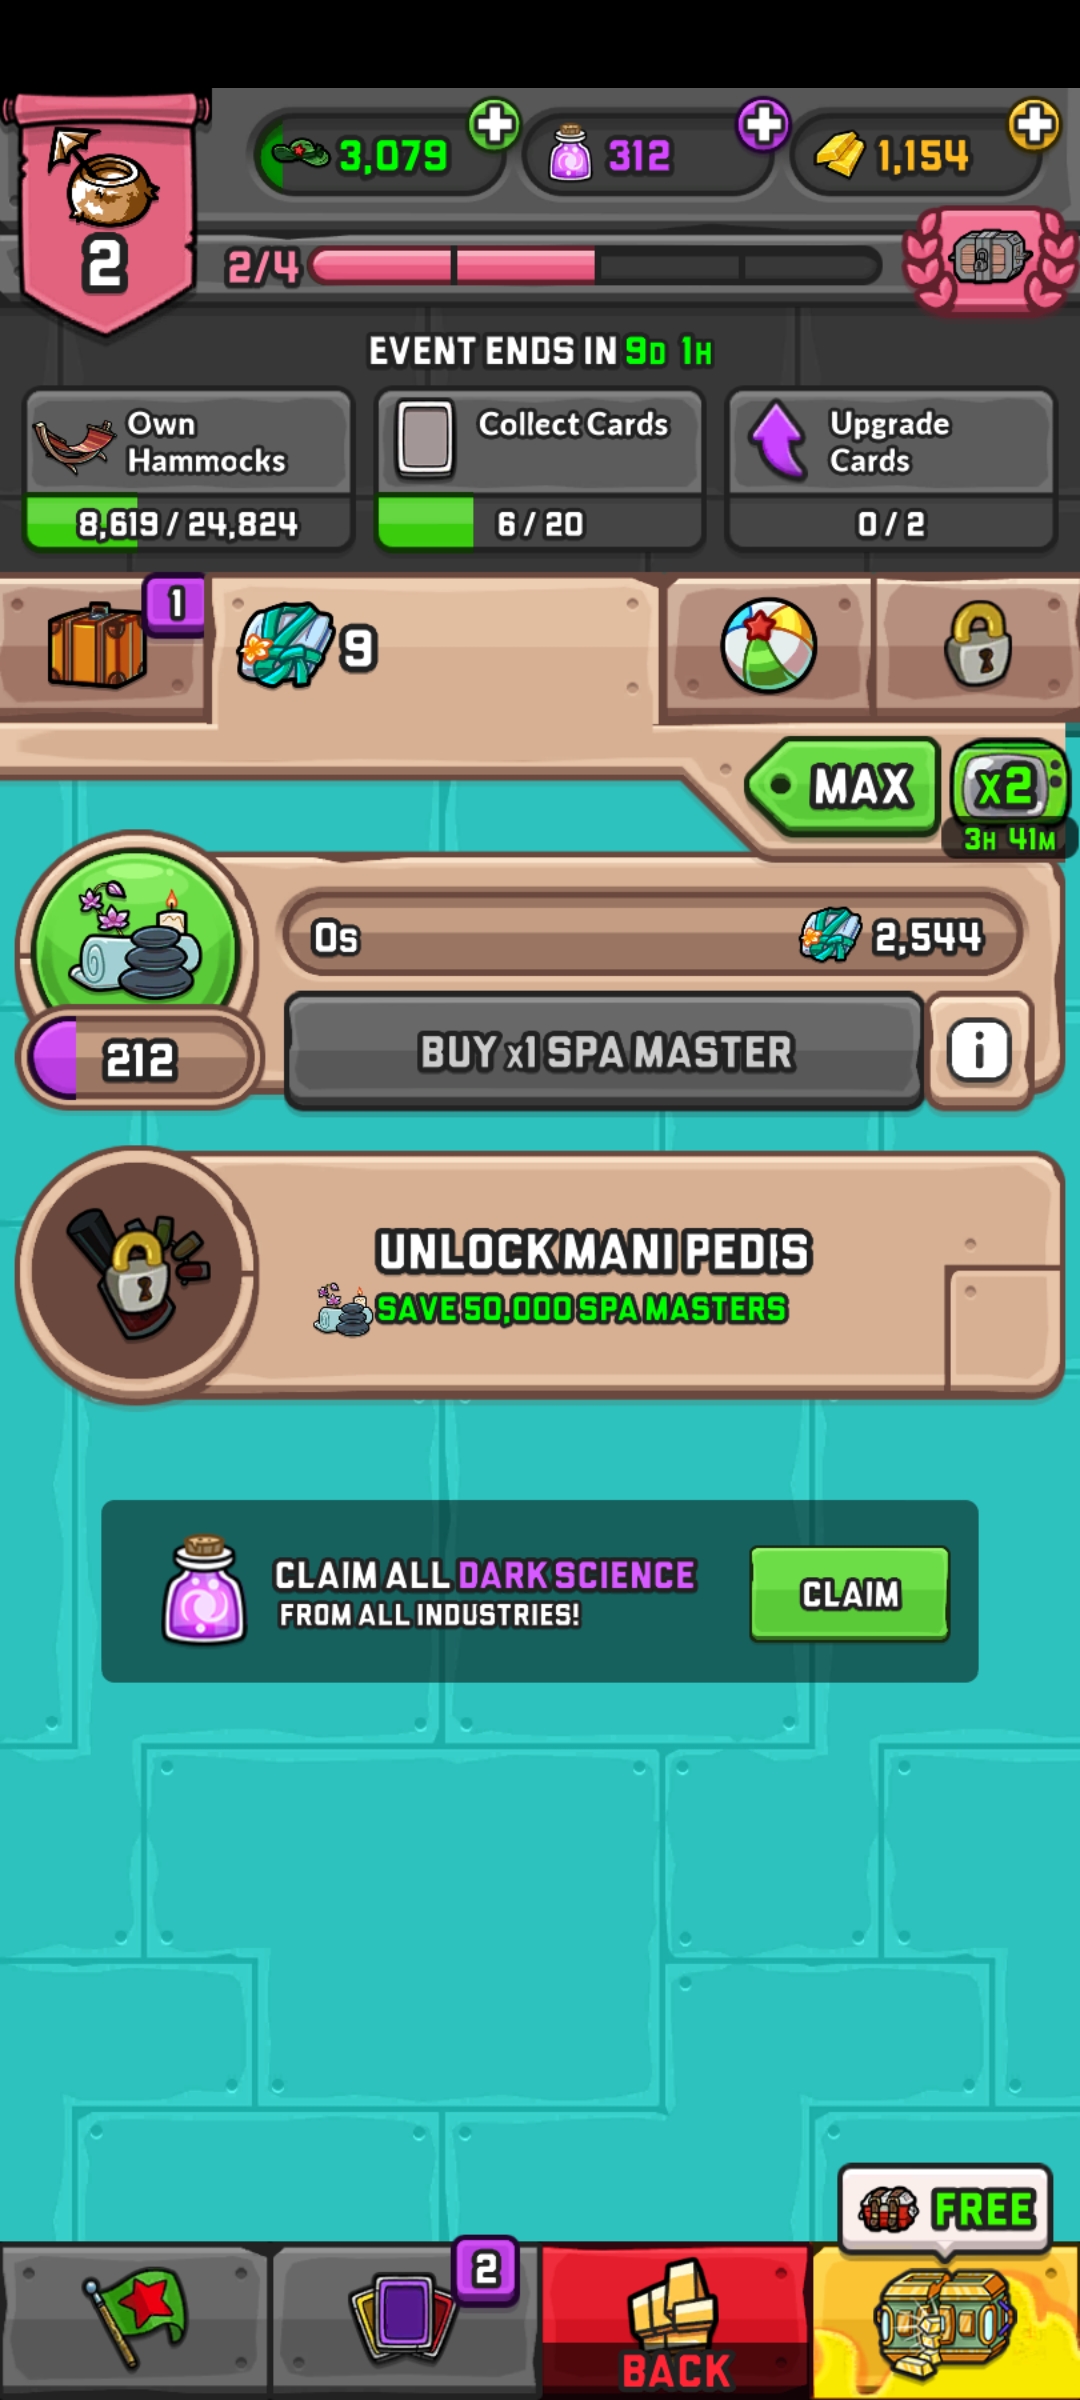 3,079
312
1,154
2
2/4
EVENT ENDS IN 9D 1H
Own
Hammocks
8,619 / 24,824
Collect Cards
6 / 20
Upgrade
Cards
0 / 2
1
9
MAX
x2
3H 41M
0s
2,544
212
BUY x1 SPA MASTER
i
UNLOCK MANI PEDIS
SAVE 50,000 SPA MASTERS
CLAIM ALL DARK SCIENCE
FROM ALL INDUSTRIES!
CLAIM
FREE
2
BACK